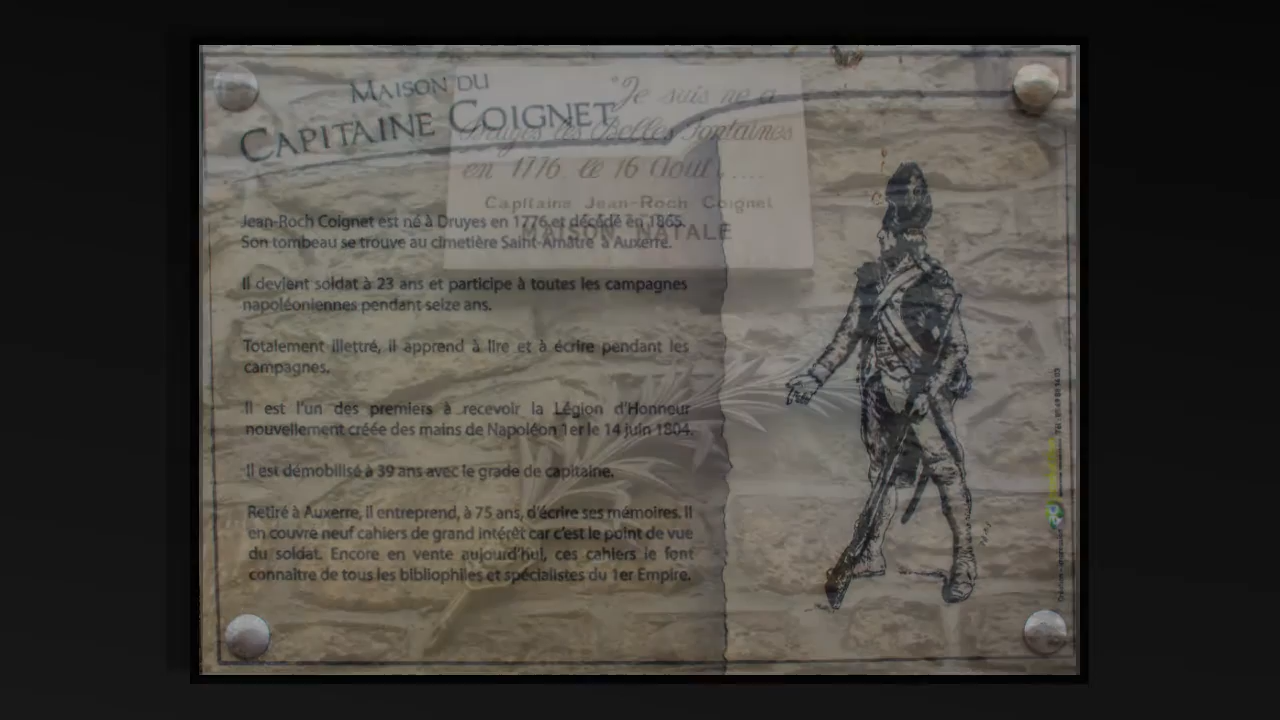 MAISON DU
CAPITAINE COIGNET
"Je suis né à
Druyes les Belles Fontaines
en 1776 le 16 Août .....
Capitaine Jean-Roch Coignet
MAISON NATALE
Jean-Roch Coignet est né à Druyes en 1776 et décédé en 1865.
Son tombeau se trouve au cimetière Saint-Amatre à Auxerre.
Il devient soldat à 23 ans et participe à toutes les campagnes
napoléoniennes pendant seize ans.
Totalement illettré, il apprend à lire et à écrire pendant les
campagnes.
Il est l'un des premiers à recevoir la Légion d'Honneur
nouvellement créée des mains de Napoléon 1er le 14 juin 1804.
Il est démobilisé à 39 ans avec le grade de capitaine.
Retiré à Auxerre, il entreprend, à 75 ans, d'écrire ses mémoires. Il
en couvre neuf cahiers de grand intérêt car c'est le point de vue
du soldat. Encore en vente aujourd'hui, ces cahiers le font
connaître de tous les bibliophiles et spécialistes du 1er Empire.